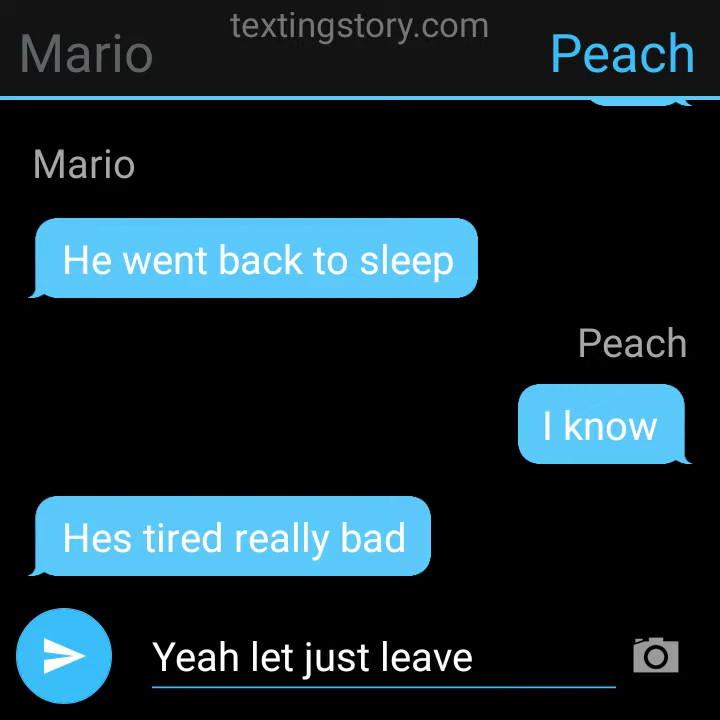 textingstory.com
Mario
Peach
Mario
He went back to sleep
Peach
I know
Hes tired really bad
Yeah let just leave